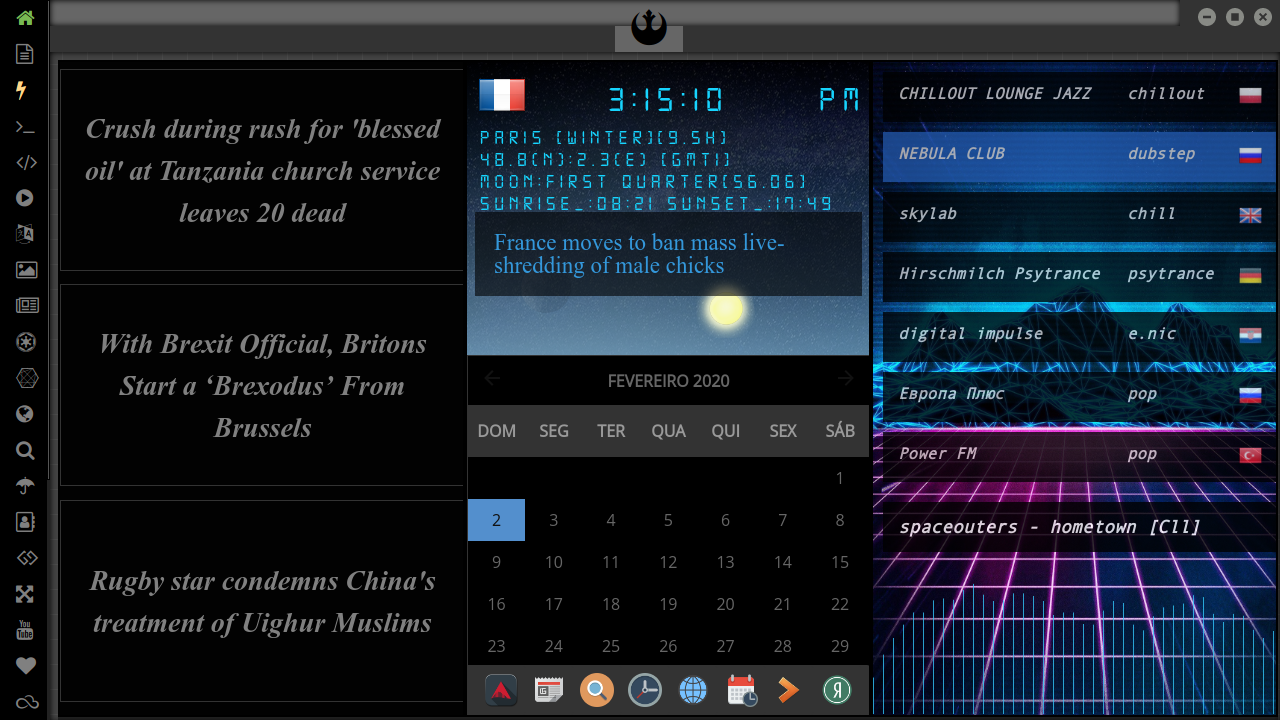 Crush during rush for 'blessed
oil' at Tanzania church service
leaves 20 dead
With Brexit Official, Britons
Start a ‘Brexodus’ From
Brussels
Rugby star condemns China's
treatment of Uighur Muslims
3:15:10 PM
PARIS (WINTER)(9.5H)
48.8(N):2.3(E) (GMT1)
MOON:FIRST QUARTER(56.06)
SUNRISE_:08:21 SUNSET_:17:49
France moves to ban mass live-
shredding of male chicks
FEVEREIRO 2020
DOM SEG TER QUA QUI SEX SÁB
1
2 3 4 5 6 7 8
9 10 11 12 13 14 15
16 17 18 19 20 21 22
23 24 25 26 27 28 29
CHILLOUT LOUNGE JAZZ chillout
NEBULA CLUB dubstep
skylab chill
Hirschmilch Psytrance psytrance
digital impulse e.nic
Европа Плюс pop
Power FM pop
spaceouters - hometown [Cll]
You
Tube
Я